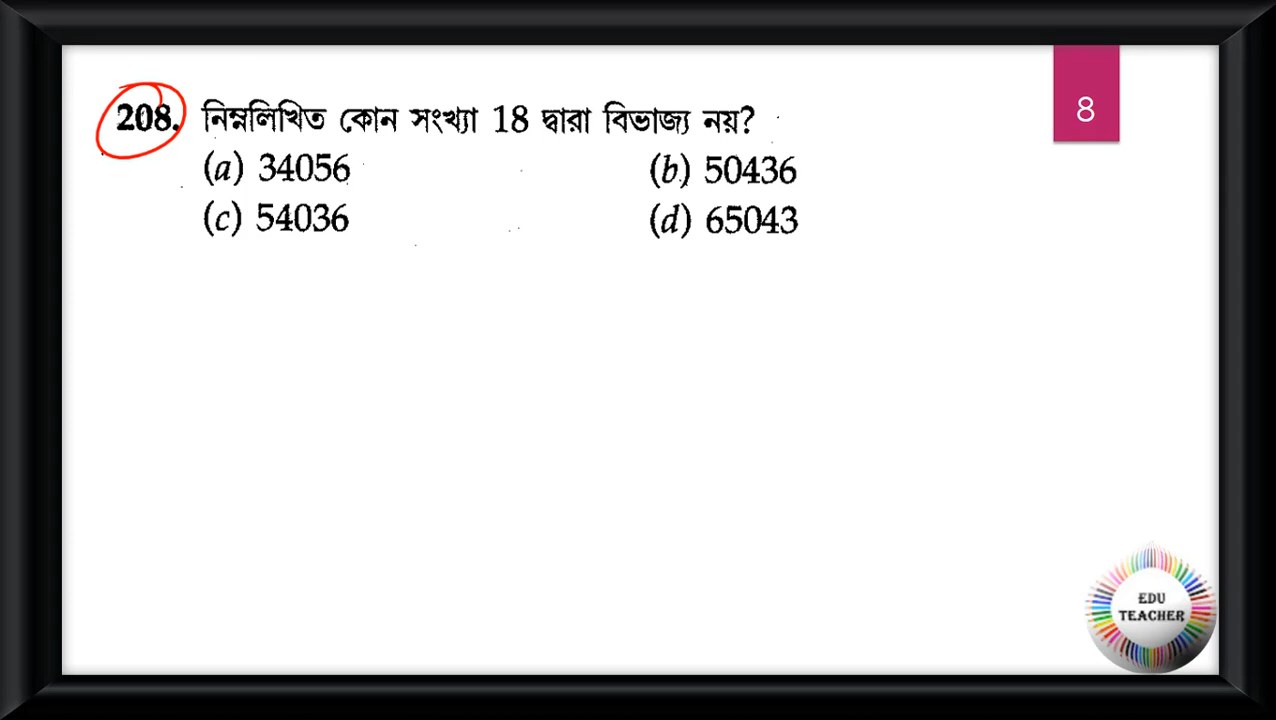 208. নিম্নলিখিত কোন সংখ্যা 18 দ্বারা বিভাজ্য নয়?
(a) 34056 (b) 50436
(c) 54036 (d) 65043
8
EDU
TEACHER